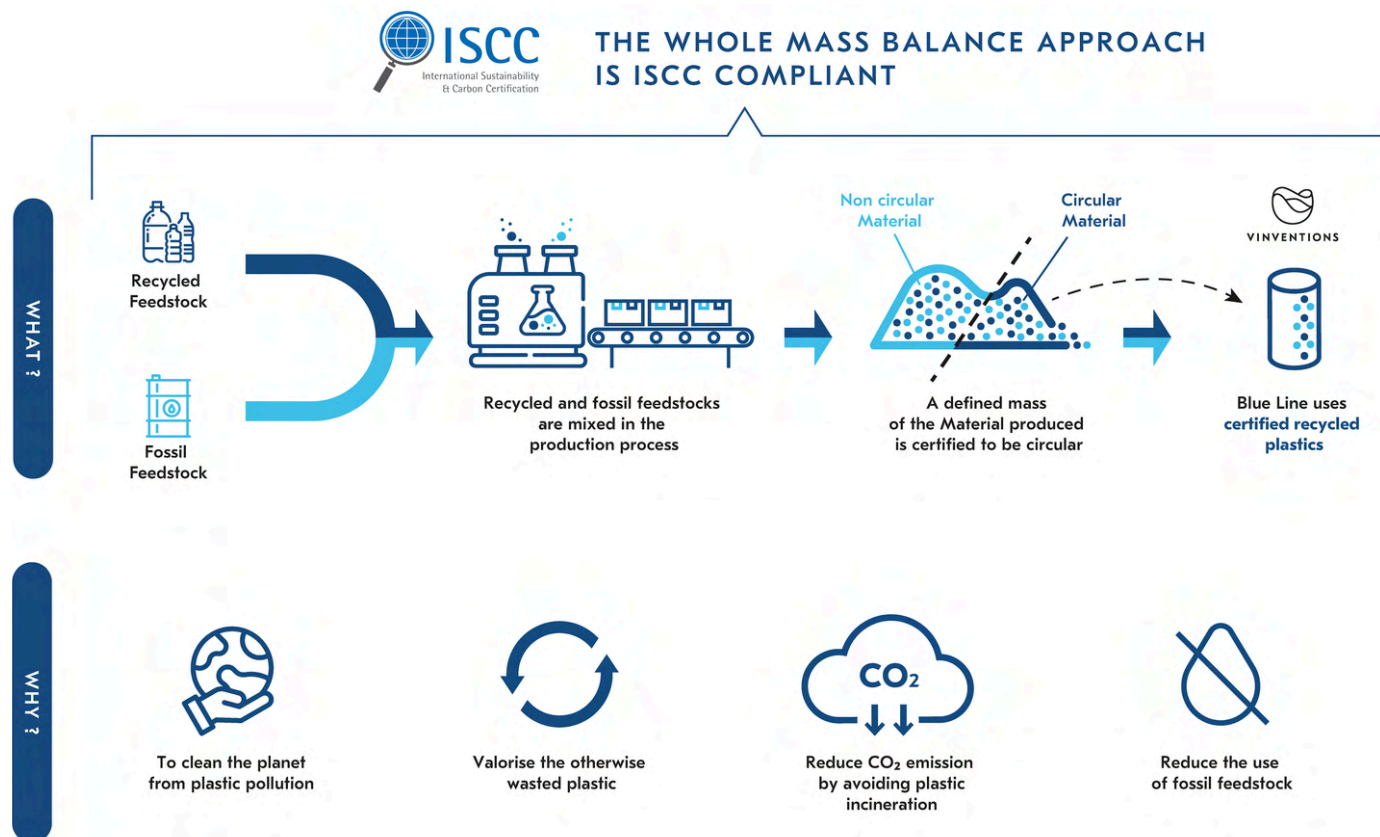 ISCC
International Sustainability
& Carbon Certification
THE WHOLE MASS BALANCE APPROACH
IS ISCC COMPLIANT
WHAT ?
Recycled
Feedstock
Fossil
Feedstock
Recycled and fossil feedstocks
are mixed in the
production process
Non circular
Material
Circular
Material
A defined mass
of the Material produced
is certified to be circular
VINVENTIONS
Blue Line uses
certified recycled
plastics
WHY ?
To clean the planet
from plastic pollution
Valorise the otherwise
wasted plastic
CO₂
Reduce CO₂ emission
by avoiding plastic
incineration
Reduce the use
of fossil feedstock